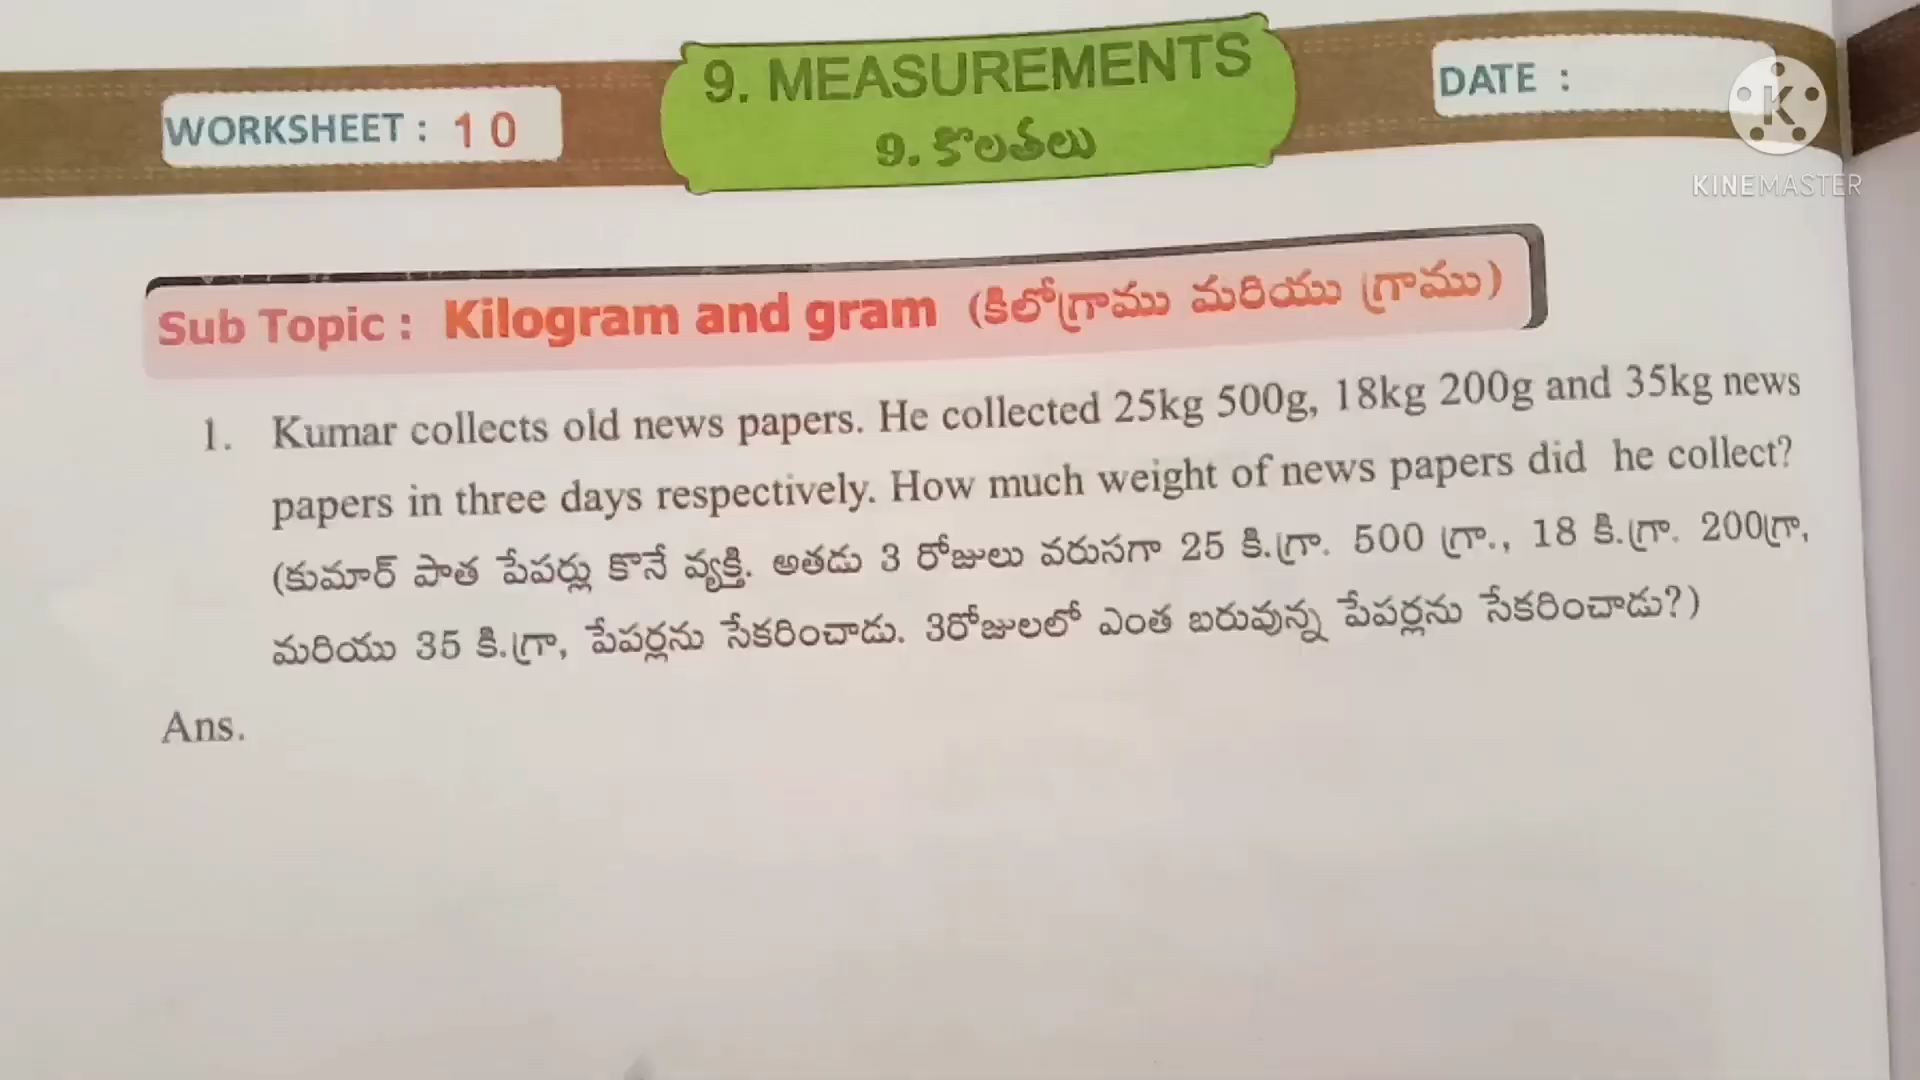 WORKSHEET : 10
9. MEASUREMENTS
9. కొలతలు
DATE :
KINEMASTER
Sub Topic : Kilogram and gram (కిలోగ్రాము మరియు గ్రాము)
1. Kumar collects old news papers. He collected 25kg 500g, 18kg 200g and 35kg news
papers in three days respectively. How much weight of news papers did he collect?
(కుమార్ పాత పేపర్లు కొనే వ్యక్తి. అతడు 3 రోజులు వరుసగా 25 కి.గ్రా. 500 గ్రా., 18 కి.గ్రా. 200గ్రా,
మరియు 35 కి.గ్రా, పేపర్లను సేకరించాడు. 3రోజులలో ఎంత బరువున్న పేపర్లను సేకరించాడు?)
Ans.